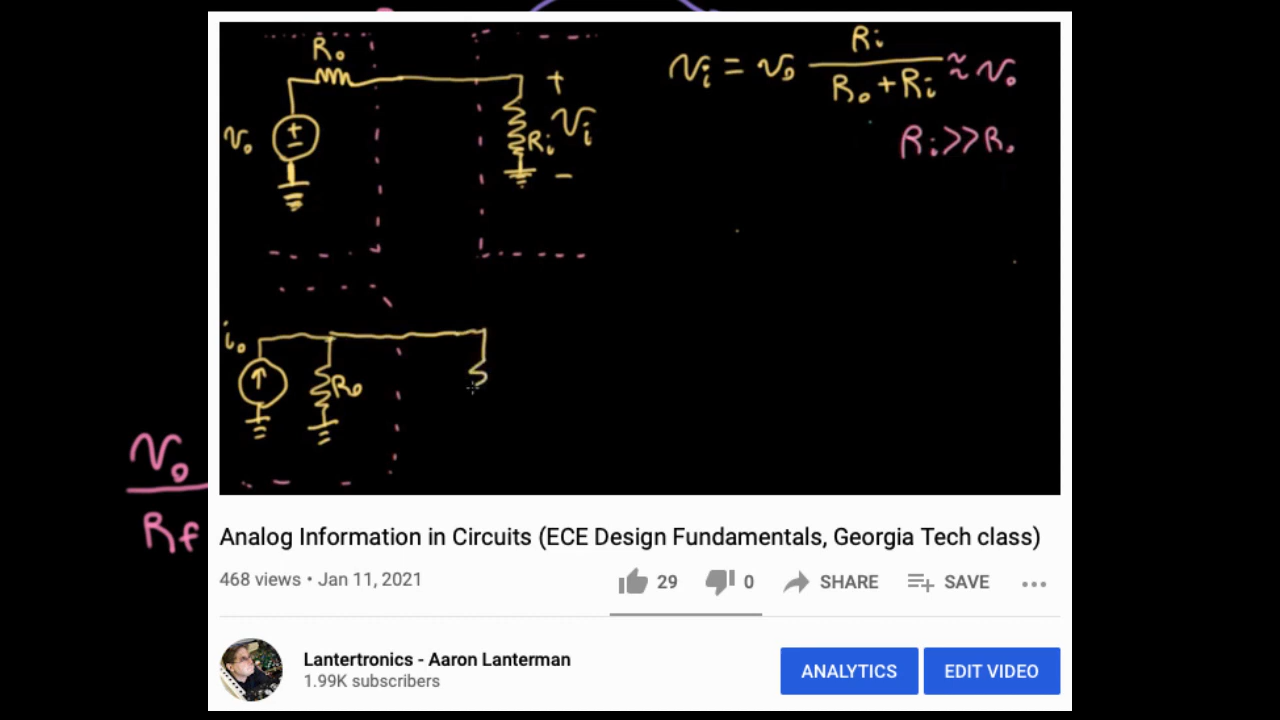 R₀
+
v₀
+
−
Rᵢ
Vᵢ
−
vᵢ = v₀ Rᵢ / (R₀ + Rᵢ) ≈ v₀
Rᵢ >> R₀
i₀
R₀
v₀ / Rf
Analog Information in Circuits (ECE Design Fundamentals, Georgia Tech class)
468 views • Jan 11, 2021
29
0
SHARE
SAVE
Lantertronics - Aaron Lanterman
1.99K subscribers
ANALYTICS
EDIT VIDEO